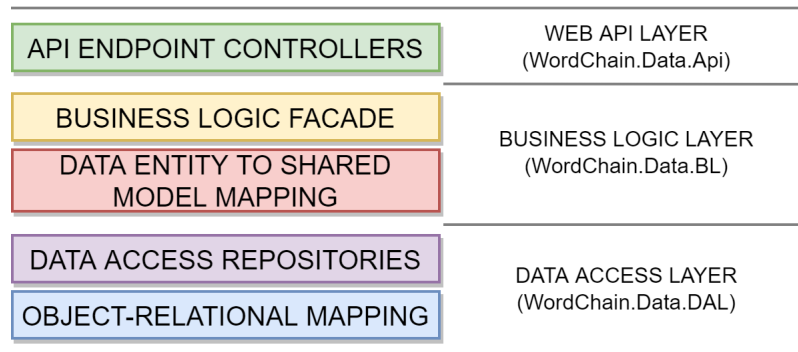 API ENDPOINT CONTROLLERS
WEB API LAYER
(WordChain.Data.Api)
BUSINESS LOGIC FACADE
DATA ENTITY TO SHARED
MODEL MAPPING
BUSINESS LOGIC LAYER
(WordChain.Data.BL)
DATA ACCESS REPOSITORIES
OBJECT-RELATIONAL MAPPING
DATA ACCESS LAYER
(WordChain.Data.DAL)